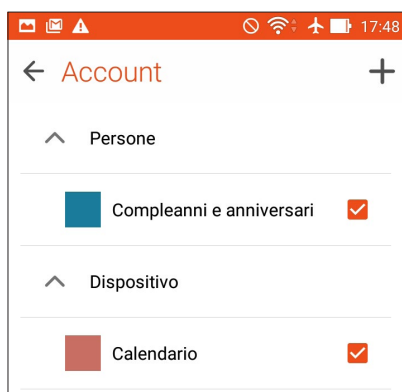 17:48
Account
Persone
Compleanni e anniversari
Dispositivo
Calendario